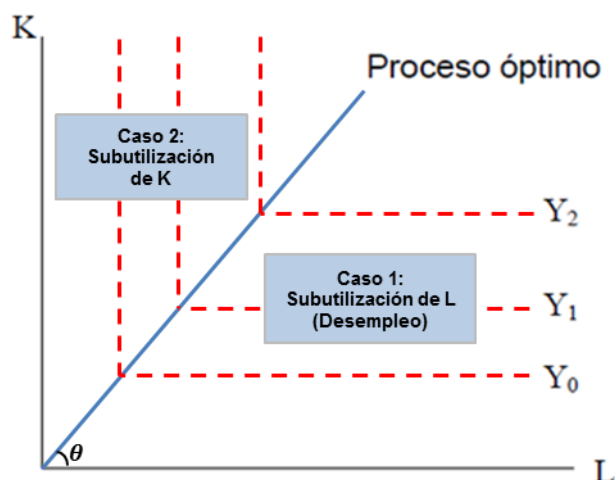 K
Proceso óptimo
Caso 2:
Subutilización
de K
Y₂
Caso 1:
Subutilización de L
(Desempleo)
Y₁
Y₀
θ
L